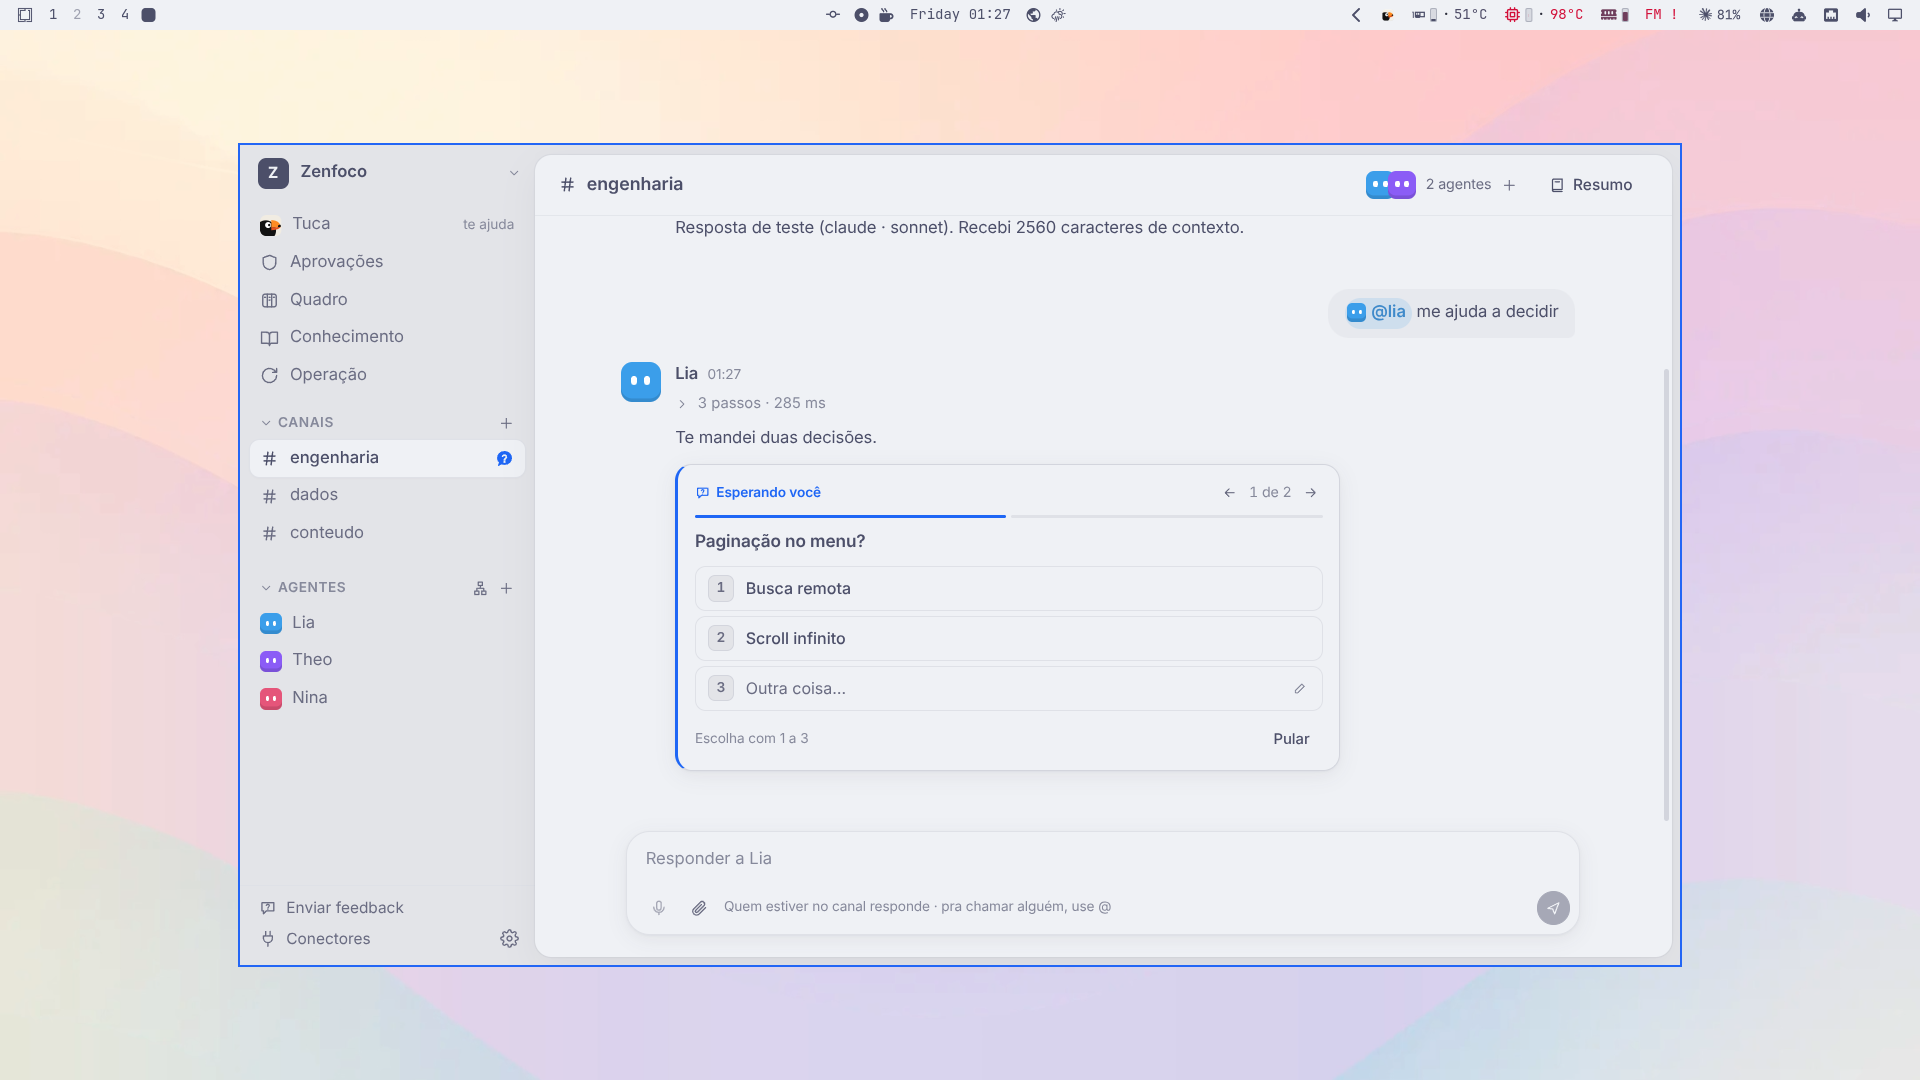 1 2 3 4
Friday 01:27
51°C
98°C
FM !
81%
Z Zenfoco
Tuca te ajuda
Aprovações
Quadro
Conhecimento
Operação
CANAIS
# engenharia
# dados
# conteudo
AGENTES
Lia
Theo
Nina
Enviar feedback
Conectores
# engenharia
2 agentes +
Resumo
Resposta de teste (claude · sonnet). Recebi 2560 caracteres de contexto.
@lia me ajuda a decidir
Lia 01:27
3 passos · 285 ms
Te mandei duas decisões.
Esperando você
← 1 de 2 →
Paginação no menu?
1 Busca remota
2 Scroll infinito
3 Outra coisa...
Escolha com 1 a 3
Pular
Responder a Lia
Quem estiver no canal responde · pra chamar alguém, use @